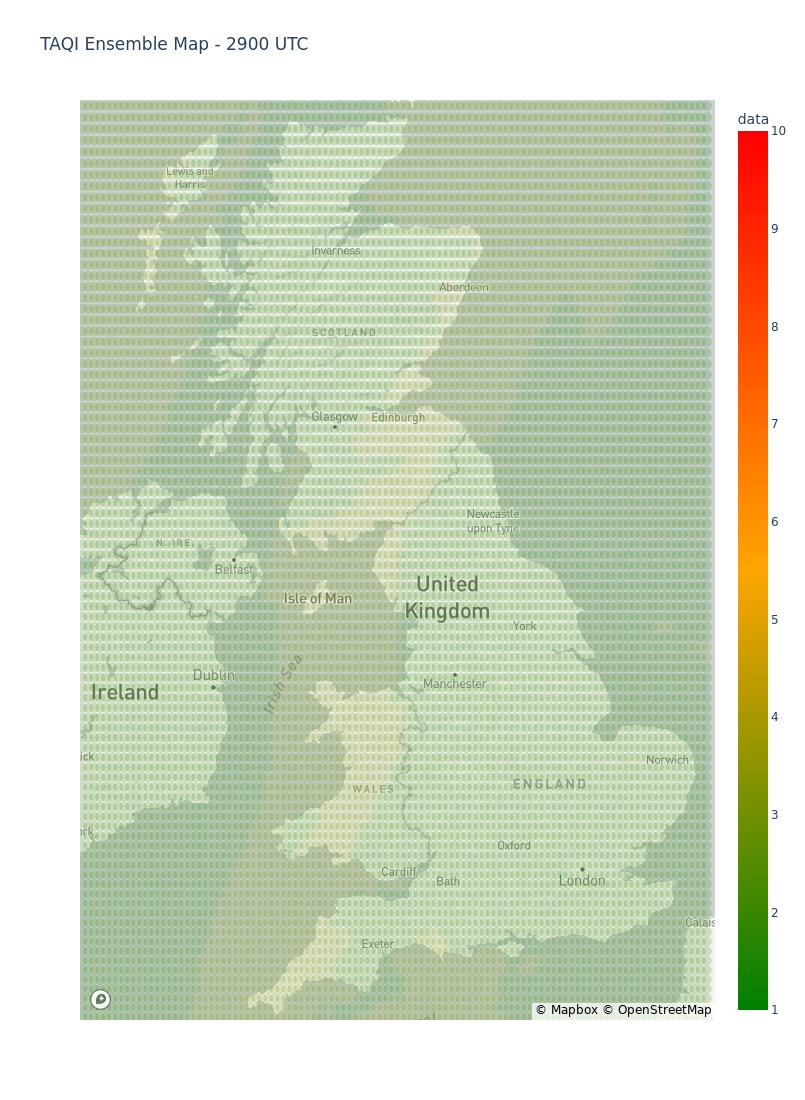 TAQI Ensemble Map - 2900 UTC
data
10
9
8
7
6
5
4
3
2
1
Lewis and
Harris
Inverness
Aberdeen
SCOTLAND
Glasgow
Edinburgh
Newcastle
upon Tyne
N. IRE.
Belfast
Isle of Man
United
Kingdom
York
Irish Sea
Dublin
Ireland
Manchester
ick
Norwich
WALES
ENGLAND
ork
Oxford
Cardiff
Bath
London
Calais
Exeter
© Mapbox © OpenStreetMap